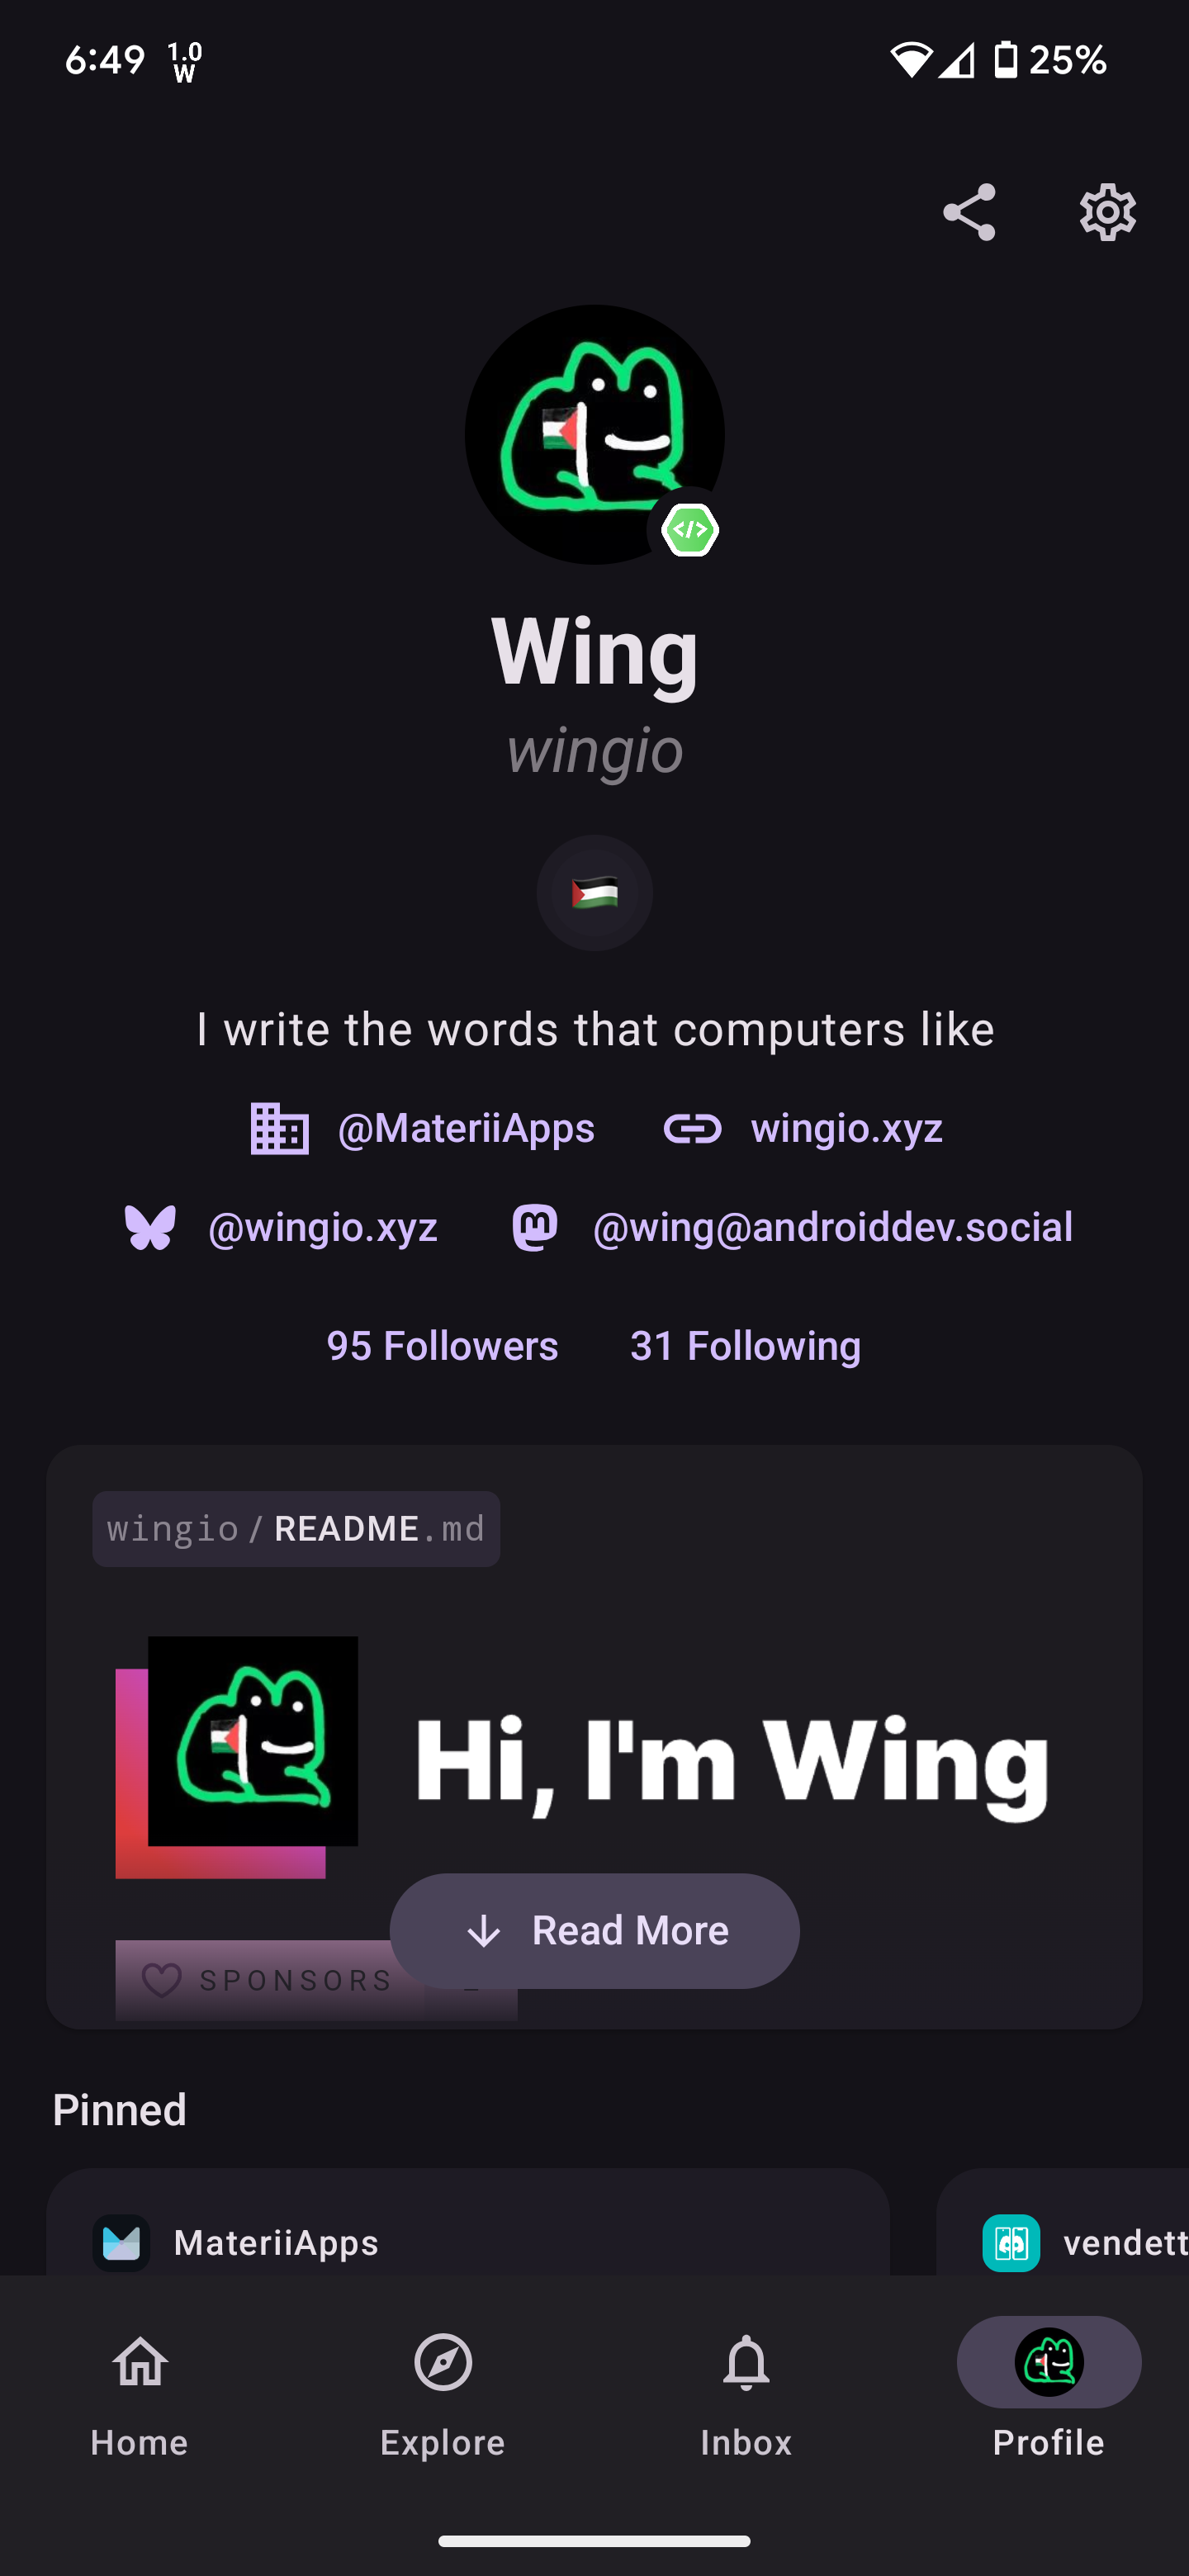 6:49 1.0 W 25%
Wing
wingio
I write the words that computers like
@MateriiApps wingio.xyz
@wingio.xyz @wing@androiddev.social
95 Followers 31 Following
wingio/README.md
Hi, I'm Wing
Read More
SPONSORS
Pinned
MateriiApps vendett
Home Explore Inbox Profile